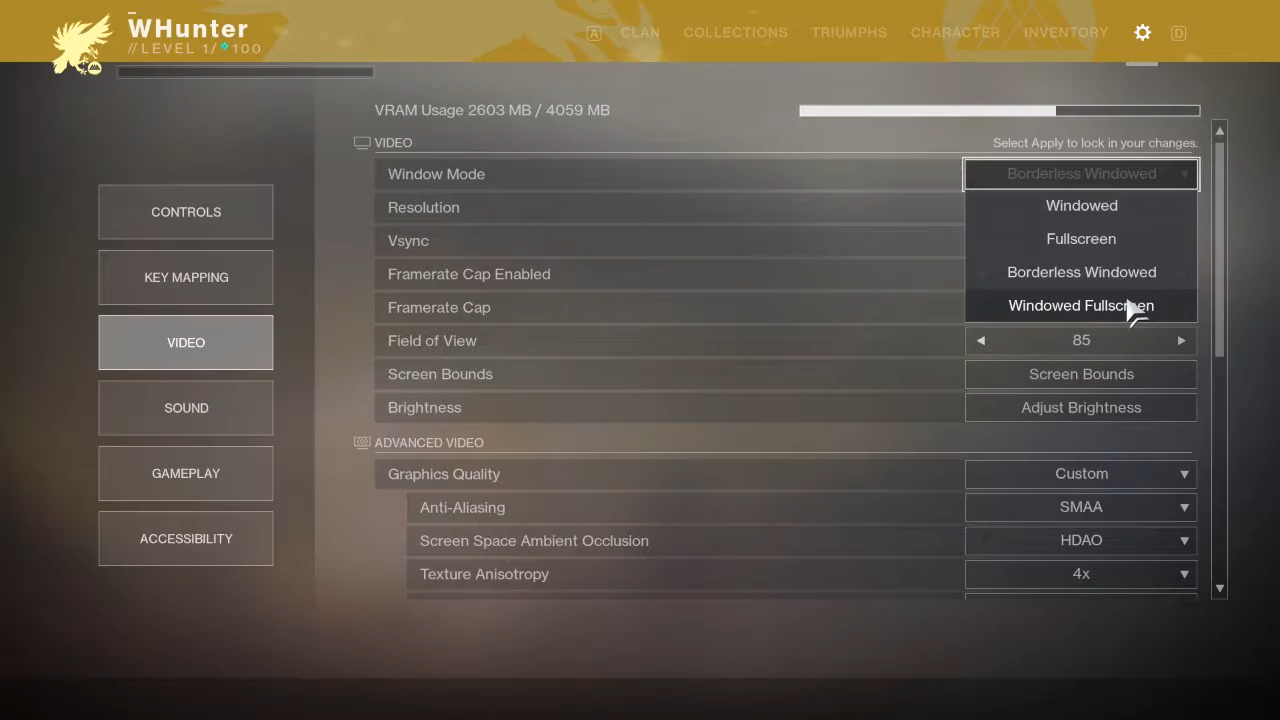 WHunter
//LEVEL 1/ 100
A CLAN COLLECTIONS TRIUMPHS CHARACTER INVENTORY D
VRAM Usage 2603 MB / 4059 MB
VIDEO Select Apply to lock in your changes.
Window Mode Borderless Windowed
Windowed
Fullscreen
Borderless Windowed
Windowed Fullscreen
Resolution
Vsync
Framerate Cap Enabled
Framerate Cap
Field of View 85
Screen Bounds Screen Bounds
Brightness Adjust Brightness
ADVANCED VIDEO
Graphics Quality Custom
Anti-Aliasing SMAA
Screen Space Ambient Occlusion HDAO
Texture Anisotropy 4x
CONTROLS
KEY MAPPING
VIDEO
SOUND
GAMEPLAY
ACCESSIBILITY